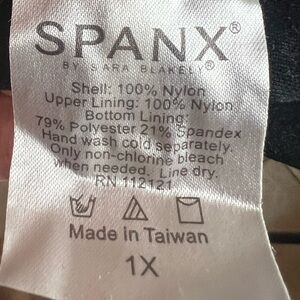 SPANX®
BY SARA BLAKELY®
Shell: 100% Nylon
Upper Lining: 100% Nylon
Bottom Lining:
79% Polyester 21% Spandex
Hand wash cold separately.
Only non-chlorine bleach
when needed. Line dry.
RN 112121
Made in Taiwan
1X